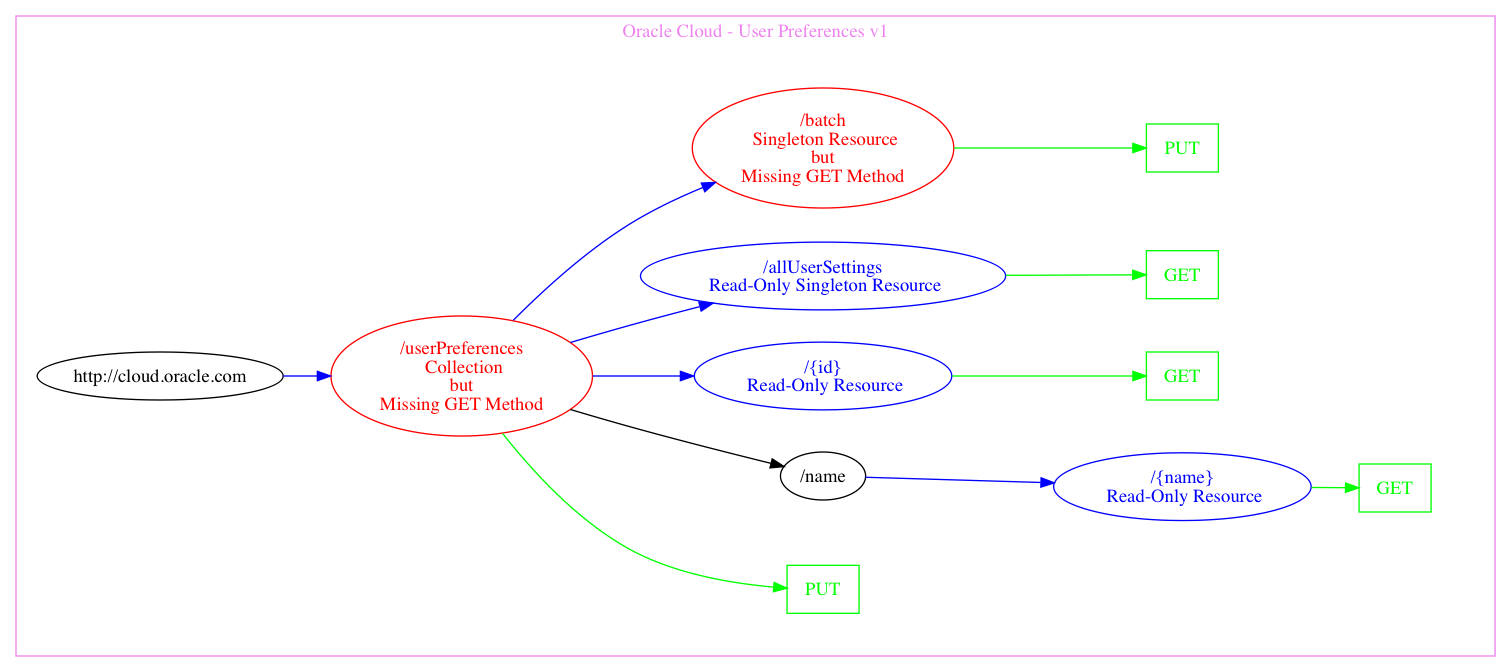 Oracle Cloud - User Preferences v1
/batch
Singleton Resource
but
Missing GET Method
PUT
/allUserSettings
Read-Only Singleton Resource
GET
http://cloud.oracle.com
/userPreferences
Collection
but
Missing GET Method
/{id}
Read-Only Resource
GET
/name
/{name}
Read-Only Resource
GET
PUT